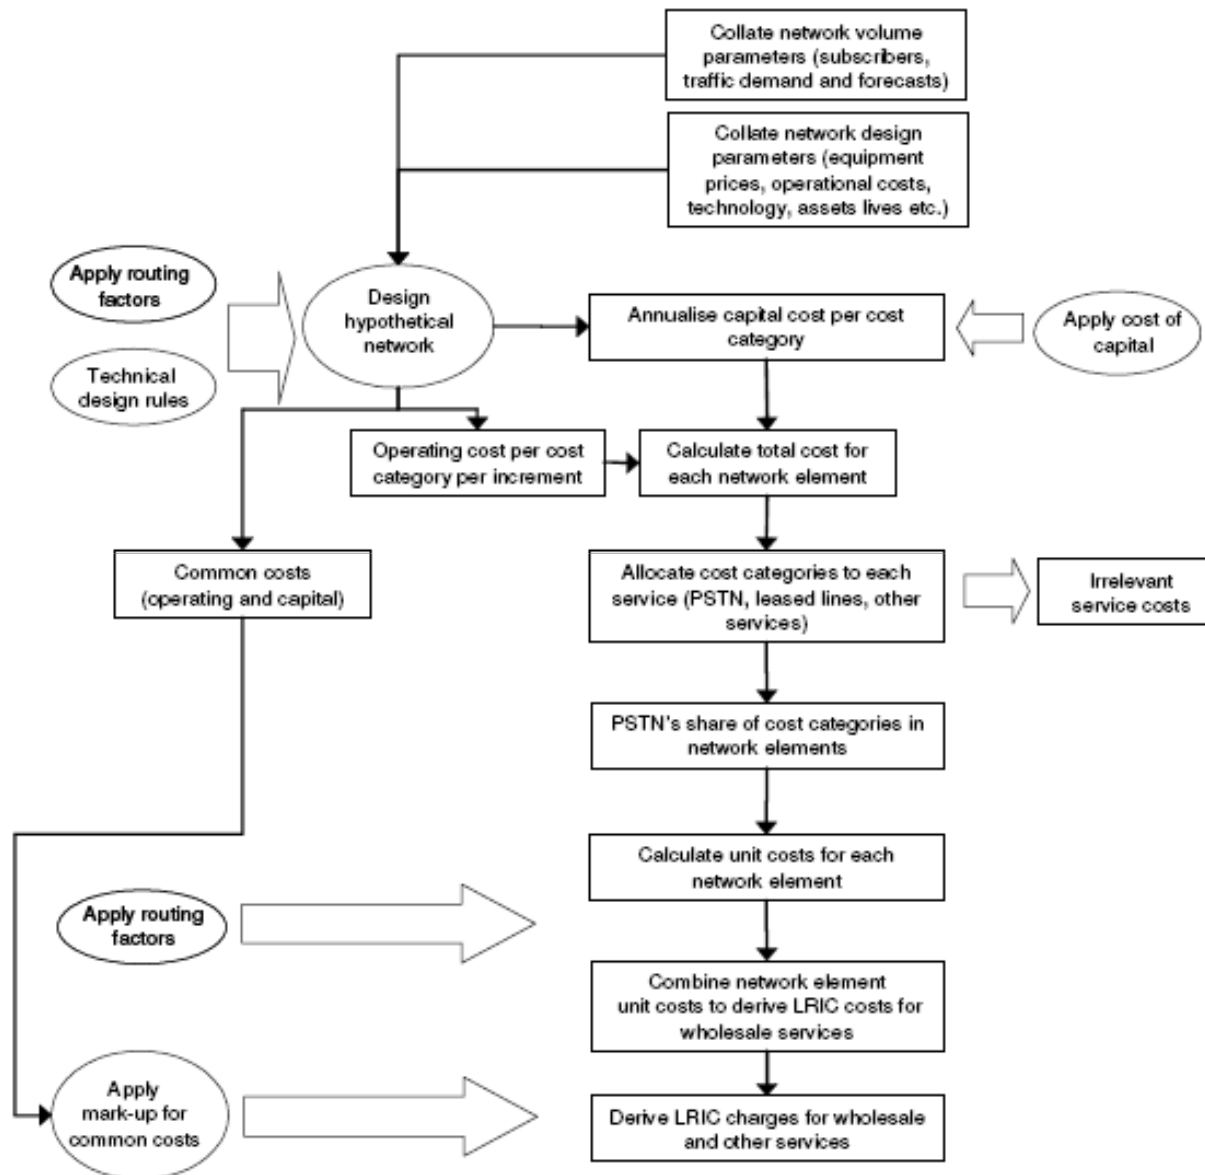 Collate network volume
parameters (subscribers,
traffic demand and forecasts)
Collate network design
parameters (equipment
prices, operational costs,
technology, assets lives etc.)
Apply routing
factors
Design
hypothetical
network
Annualise capital cost per cost
category
Apply cost of
capital
Technical
design rules
Operating cost per cost
category per increment
Calculate total cost for
each network element
Common costs
(operating and capital)
Allocate cost categories to each
service (PSTN, leased lines, other
services)
Irrelevant
service costs
PSTN's share of cost categories in
network elements
Calculate unit costs for each
network element
Apply routing
factors
Combine network element
unit costs to derive LRIC costs for
wholesale services
Apply
mark-up for
common costs
Derive LRIC charges for wholesale
and other services